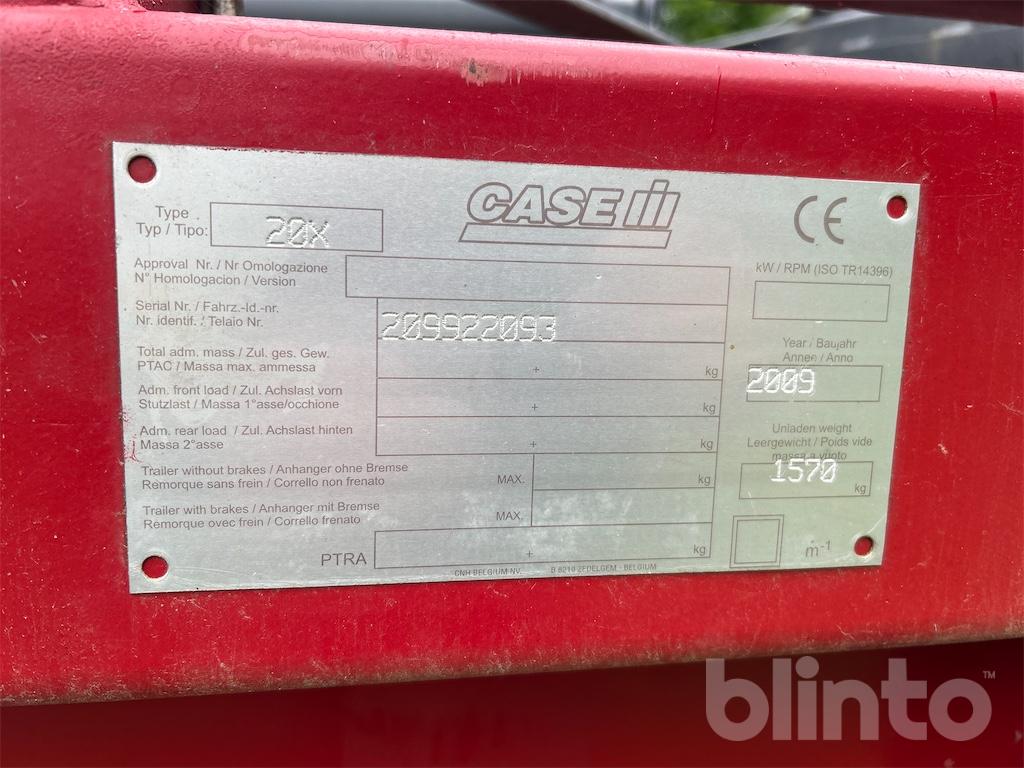 CASE III
CE
Type
Typ / Tipo:
20X
Approval Nr. / Nr Omologazione
N° Homologacion / Version
kW / RPM (ISO TR14396)
Serial Nr. / Fahrz.-Id.-nr.
Nr. identif. / Telaio Nr.
209922093
Total adm. mass / Zul. ges. Gew.
PTAC / Massa max. ammessa
+ kg
Year / Baujahr
Annee / Anno
2009
Adm. front load / Zul. Achslast vorn
Stutzlast / Massa 1°asse/occhione
+ kg
Adm. rear load / Zul. Achslast hinten
Massa 2°asse
+ kg
Unladen weight
Leergewicht / Poids vide
massa a vuoto
1570 kg
Trailer without brakes / Anhanger ohne Bremse
Remorque sans frein / Corrello non frenato
MAX. kg
Trailer with brakes / Anhanger mit Bremse
Remorque ovec frein / Corrello frenato
MAX.
PTRA + kg
m-1
CNH BELGIUM NV. B 8210 ZEDELGEM - BELGIUM
blinto™